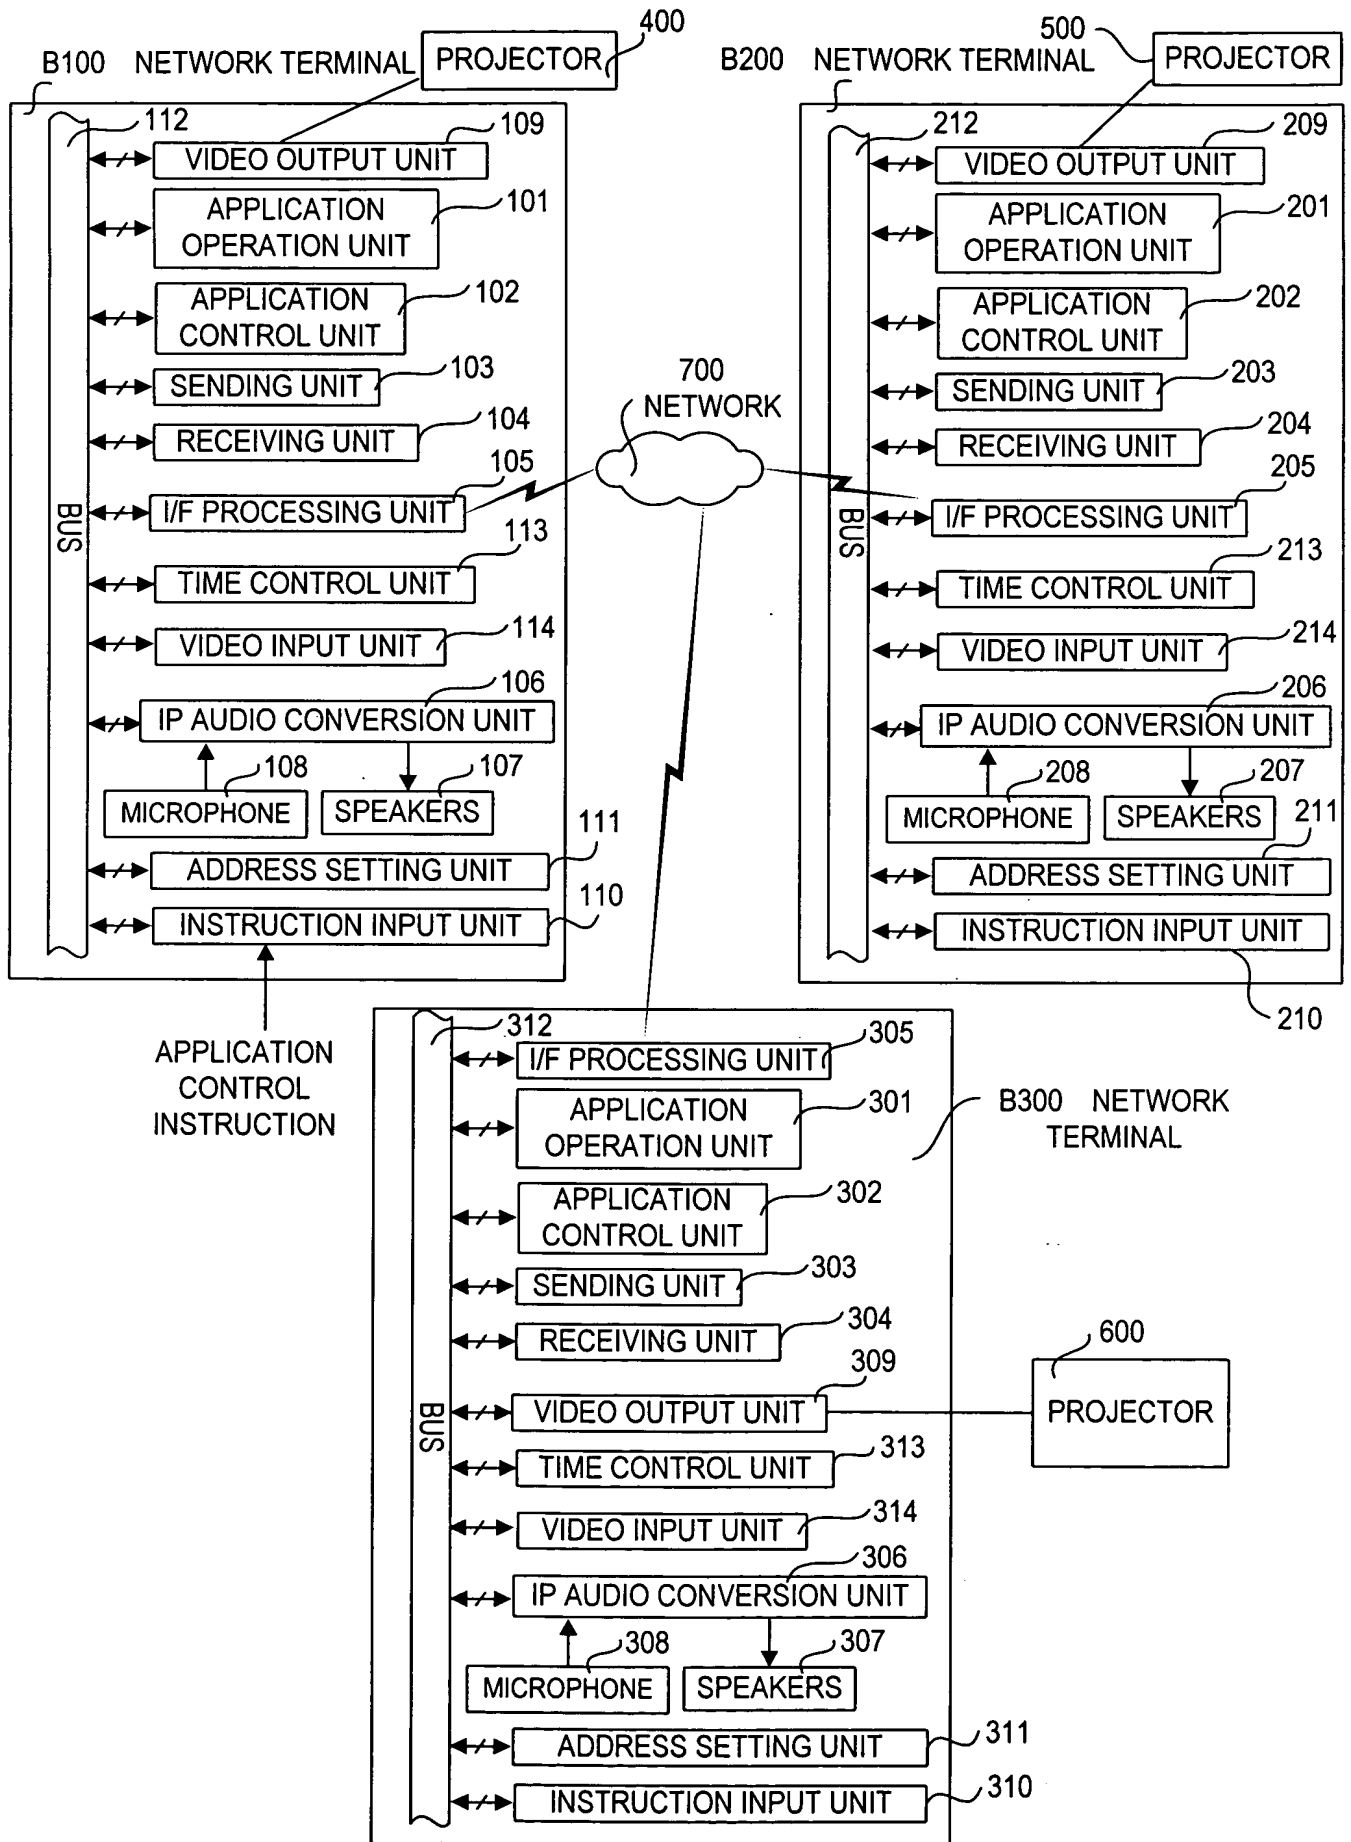 B100 NETWORK TERMINAL
PROJECTOR
400
112
109
VIDEO OUTPUT UNIT
APPLICATION
OPERATION UNIT
101
APPLICATION
CONTROL UNIT
102
SENDING UNIT
103
RECEIVING UNIT
104
105
I/F PROCESSING UNIT
BUS
113
TIME CONTROL UNIT
VIDEO INPUT UNIT
114
106
IP AUDIO CONVERSION UNIT
108
107
MICROPHONE
SPEAKERS
111
ADDRESS SETTING UNIT
110
INSTRUCTION INPUT UNIT
APPLICATION
CONTROL
INSTRUCTION
700
NETWORK
B200 NETWORK TERMINAL
500
PROJECTOR
212
209
VIDEO OUTPUT UNIT
APPLICATION
OPERATION UNIT
201
APPLICATION
CONTROL UNIT
202
SENDING UNIT
203
RECEIVING UNIT
204
205
I/F PROCESSING UNIT
BUS
213
TIME CONTROL UNIT
VIDEO INPUT UNIT
214
206
IP AUDIO CONVERSION UNIT
208
207
MICROPHONE
SPEAKERS
211
ADDRESS SETTING UNIT
INSTRUCTION INPUT UNIT
210
312
305
I/F PROCESSING UNIT
APPLICATION
OPERATION UNIT
301
B300 NETWORK
TERMINAL
APPLICATION
CONTROL UNIT
302
SENDING UNIT
303
RECEIVING UNIT
304
309
VIDEO OUTPUT UNIT
BUS
600
PROJECTOR
TIME CONTROL UNIT
313
VIDEO INPUT UNIT
314
306
IP AUDIO CONVERSION UNIT
308
307
MICROPHONE
SPEAKERS
311
ADDRESS SETTING UNIT
310
INSTRUCTION INPUT UNIT